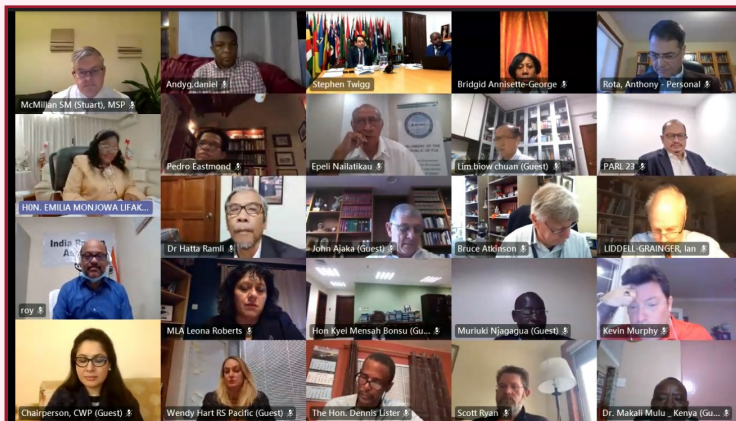 McMillan SM (Stuart), MSP
Andyg.daniel
Stephen Twigg
Bridgid Annisette-George
Rota, Anthony - Personal
HON. EMILIA MONJOWA LIFAK...
Pedro Eastmond
Epeli Nailatikau
Lim biow chuan (Guest)
PARL 23
Dr Hatta Ramli
John Ajaka (Guest)
Bruce Atkinson
LIDDELL-GRAINGER, Ian
India
roy
MLA Leona Roberts
Hon Kyei Mensah Bonsu (Gu...
Muriuki Njagagua (Guest)
Kevin Murphy
Chairperson, CWP (Guest)
Wendy Hart RS Pacific (Guest)
The Hon. Dennis Lister
Scott Ryan
Dr. Makali Mulu _ Kenya (Gu...